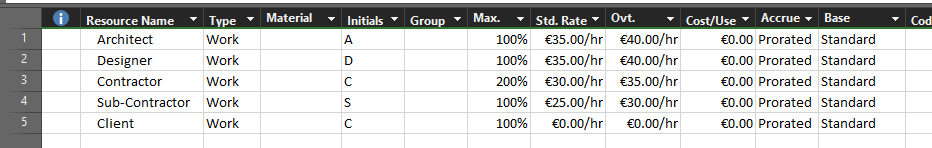 Resource Name Type Material Initials Group Max. Std. Rate Ovt. Cost/Use Accrue Base Cod
1 Architect Work A 100% €35.00/hr €40.00/hr €0.00 Prorated Standard
2 Designer Work D 100% €35.00/hr €40.00/hr €0.00 Prorated Standard
3 Contractor Work C 200% €30.00/hr €35.00/hr €0.00 Prorated Standard
4 Sub-Contractor Work S 100% €25.00/hr €30.00/hr €0.00 Prorated Standard
5 Client Work C 100% €0.00/hr €0.00/hr €0.00 Prorated Standard